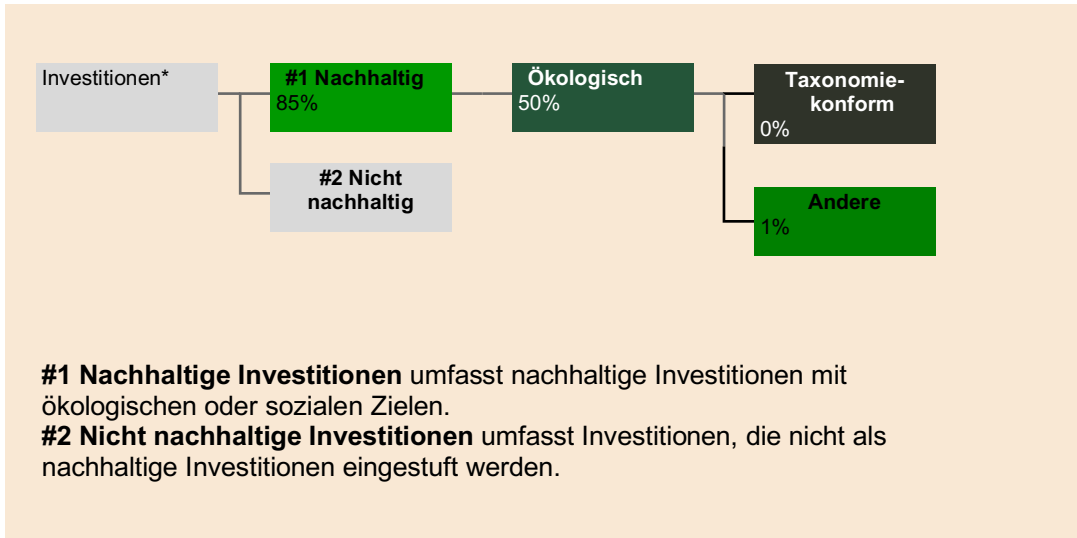 Investitionen*
#1 Nachhaltig
85%
Ökologisch
50%
Taxonomie-
konform
0%
#2 Nicht
nachhaltig
Andere
1%
#1 Nachhaltige Investitionen umfasst nachhaltige Investitionen mit
ökologischen oder sozialen Zielen.
#2 Nicht nachhaltige Investitionen umfasst Investitionen, die nicht als
nachhaltige Investitionen eingestuft werden.